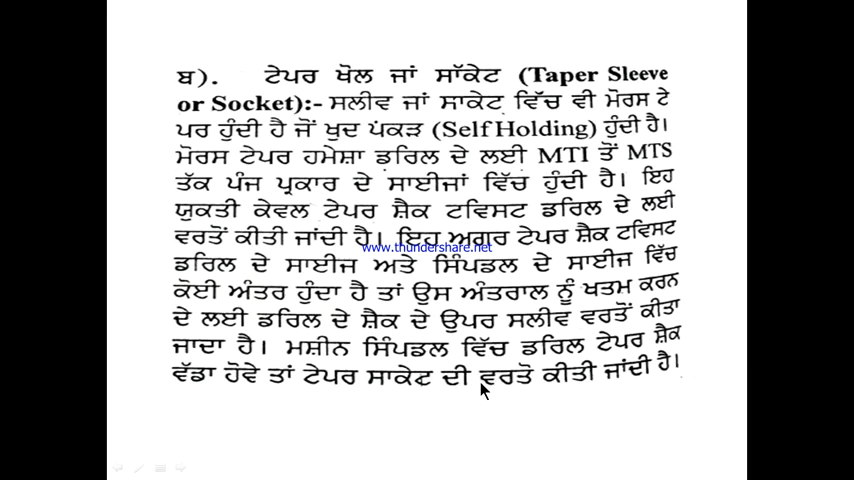 ਬ). ਟੇਪਰ ਖੋਲ ਜਾਂ ਸਾੱਕੇਟ (Taper Sleeve
or Socket):- ਸਲੀਵ ਜਾਂ ਸਾਕੇਟ ਵਿੱਚ ਵੀ ਮੋਰਸ ਟੇ
ਪਰ ਹੁੰਦੀ ਹੈ ਜੋਂ ਖੁਦ ਪੰਕੜ (Self Holding) ਹੁੰਦੀ ਹੈ।
ਮੋਰਸ ਟੇਪਰ ਹਮੇਸ਼ਾ ਡਰਿਲ ਦੇ ਲਈ MTI ਤੋਂ MTS
ਤੱਕ ਪੰਜ ਪ੍ਰਕਾਰ ਦੇ ਸਾਈਜਾਂ ਵਿੱਚ ਹੁੰਦੀ ਹੈ। ਇਹ
ਯੁਕਤੀ ਕੇਵਲ ਟੇਪਰ ਸ਼ੈਕ ਟਵਿਸਟ ਡਰਿਲ ਦੇ ਲਈ
ਵਰਤੋਂ ਕੀਤੀ ਜਾਂਦੀ ਹੈ। ਇਹ ਅਗਰ ਟੇਪਰ ਸ਼ੈਕ ਟਵਿਸਟ
www.thundershare.net
ਡਰਿਲ ਦੇ ਸਾਈਜ ਅਤੇ ਸਿੰਪਡਲ ਦੇ ਸਾਈਜ ਵਿੱਚ
ਕੋਈ ਅੰਤਰ ਹੁੰਦਾ ਹੈ ਤਾਂ ਉਸ ਅੰਤਰਾਲ ਨੂੰ ਖਤਮ ਕਰਨ
ਦੇ ਲਈ ਡਰਿਲ ਦੇ ਸ਼ੈਕ ਦੇ ਉਪਰ ਸਲੀਵ ਵਰਤੋਂ ਕੀਤਾ
ਜਾਦਾ ਹੈ। ਮਸ਼ੀਨ ਸਿੰਪਡਲ ਵਿੱਚ ਡਰਿਲ ਟੇਪਰ ਸ਼ੈਕ
ਵੱਡਾ ਹੋਵੇ ਤਾਂ ਟੇਪਰ ਸਾਕੇਟ ਦੀ ਵਰਤੋ ਕੀਤੀ ਜਾਂਦੀ ਹੈ।